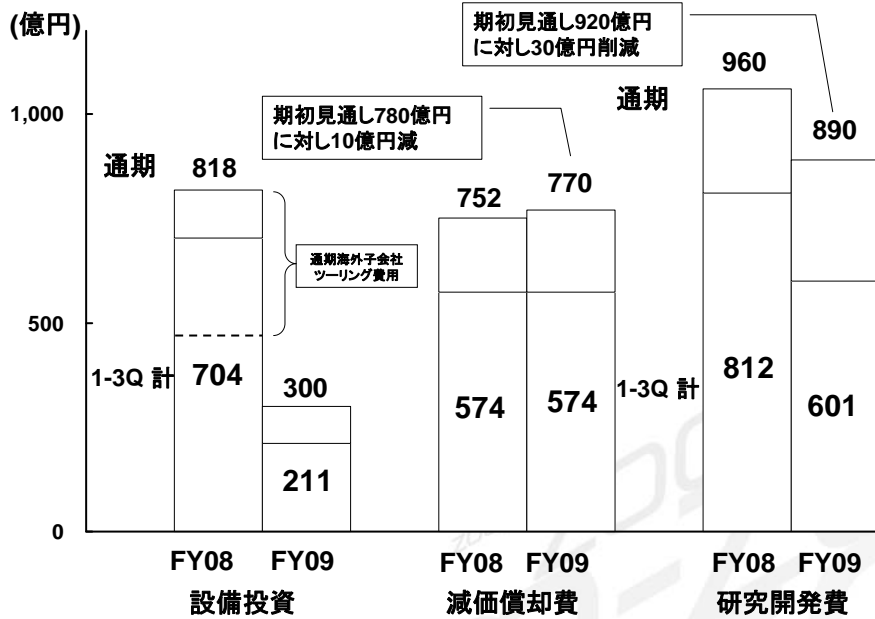 (億円)
期初見通し920億円
に対し30億円削減
960
通期
1,000
期初見通し780億円
に対し10億円減
890
通期
818
752
770
通期海外子会社
ツーリング費用
500
1-3Q 計
704
300
574
574
1-3Q 計
812
601
211
0
FY08
FY09
FY08
FY09
FY08
FY09
設備投資
減価償却費
研究開発費